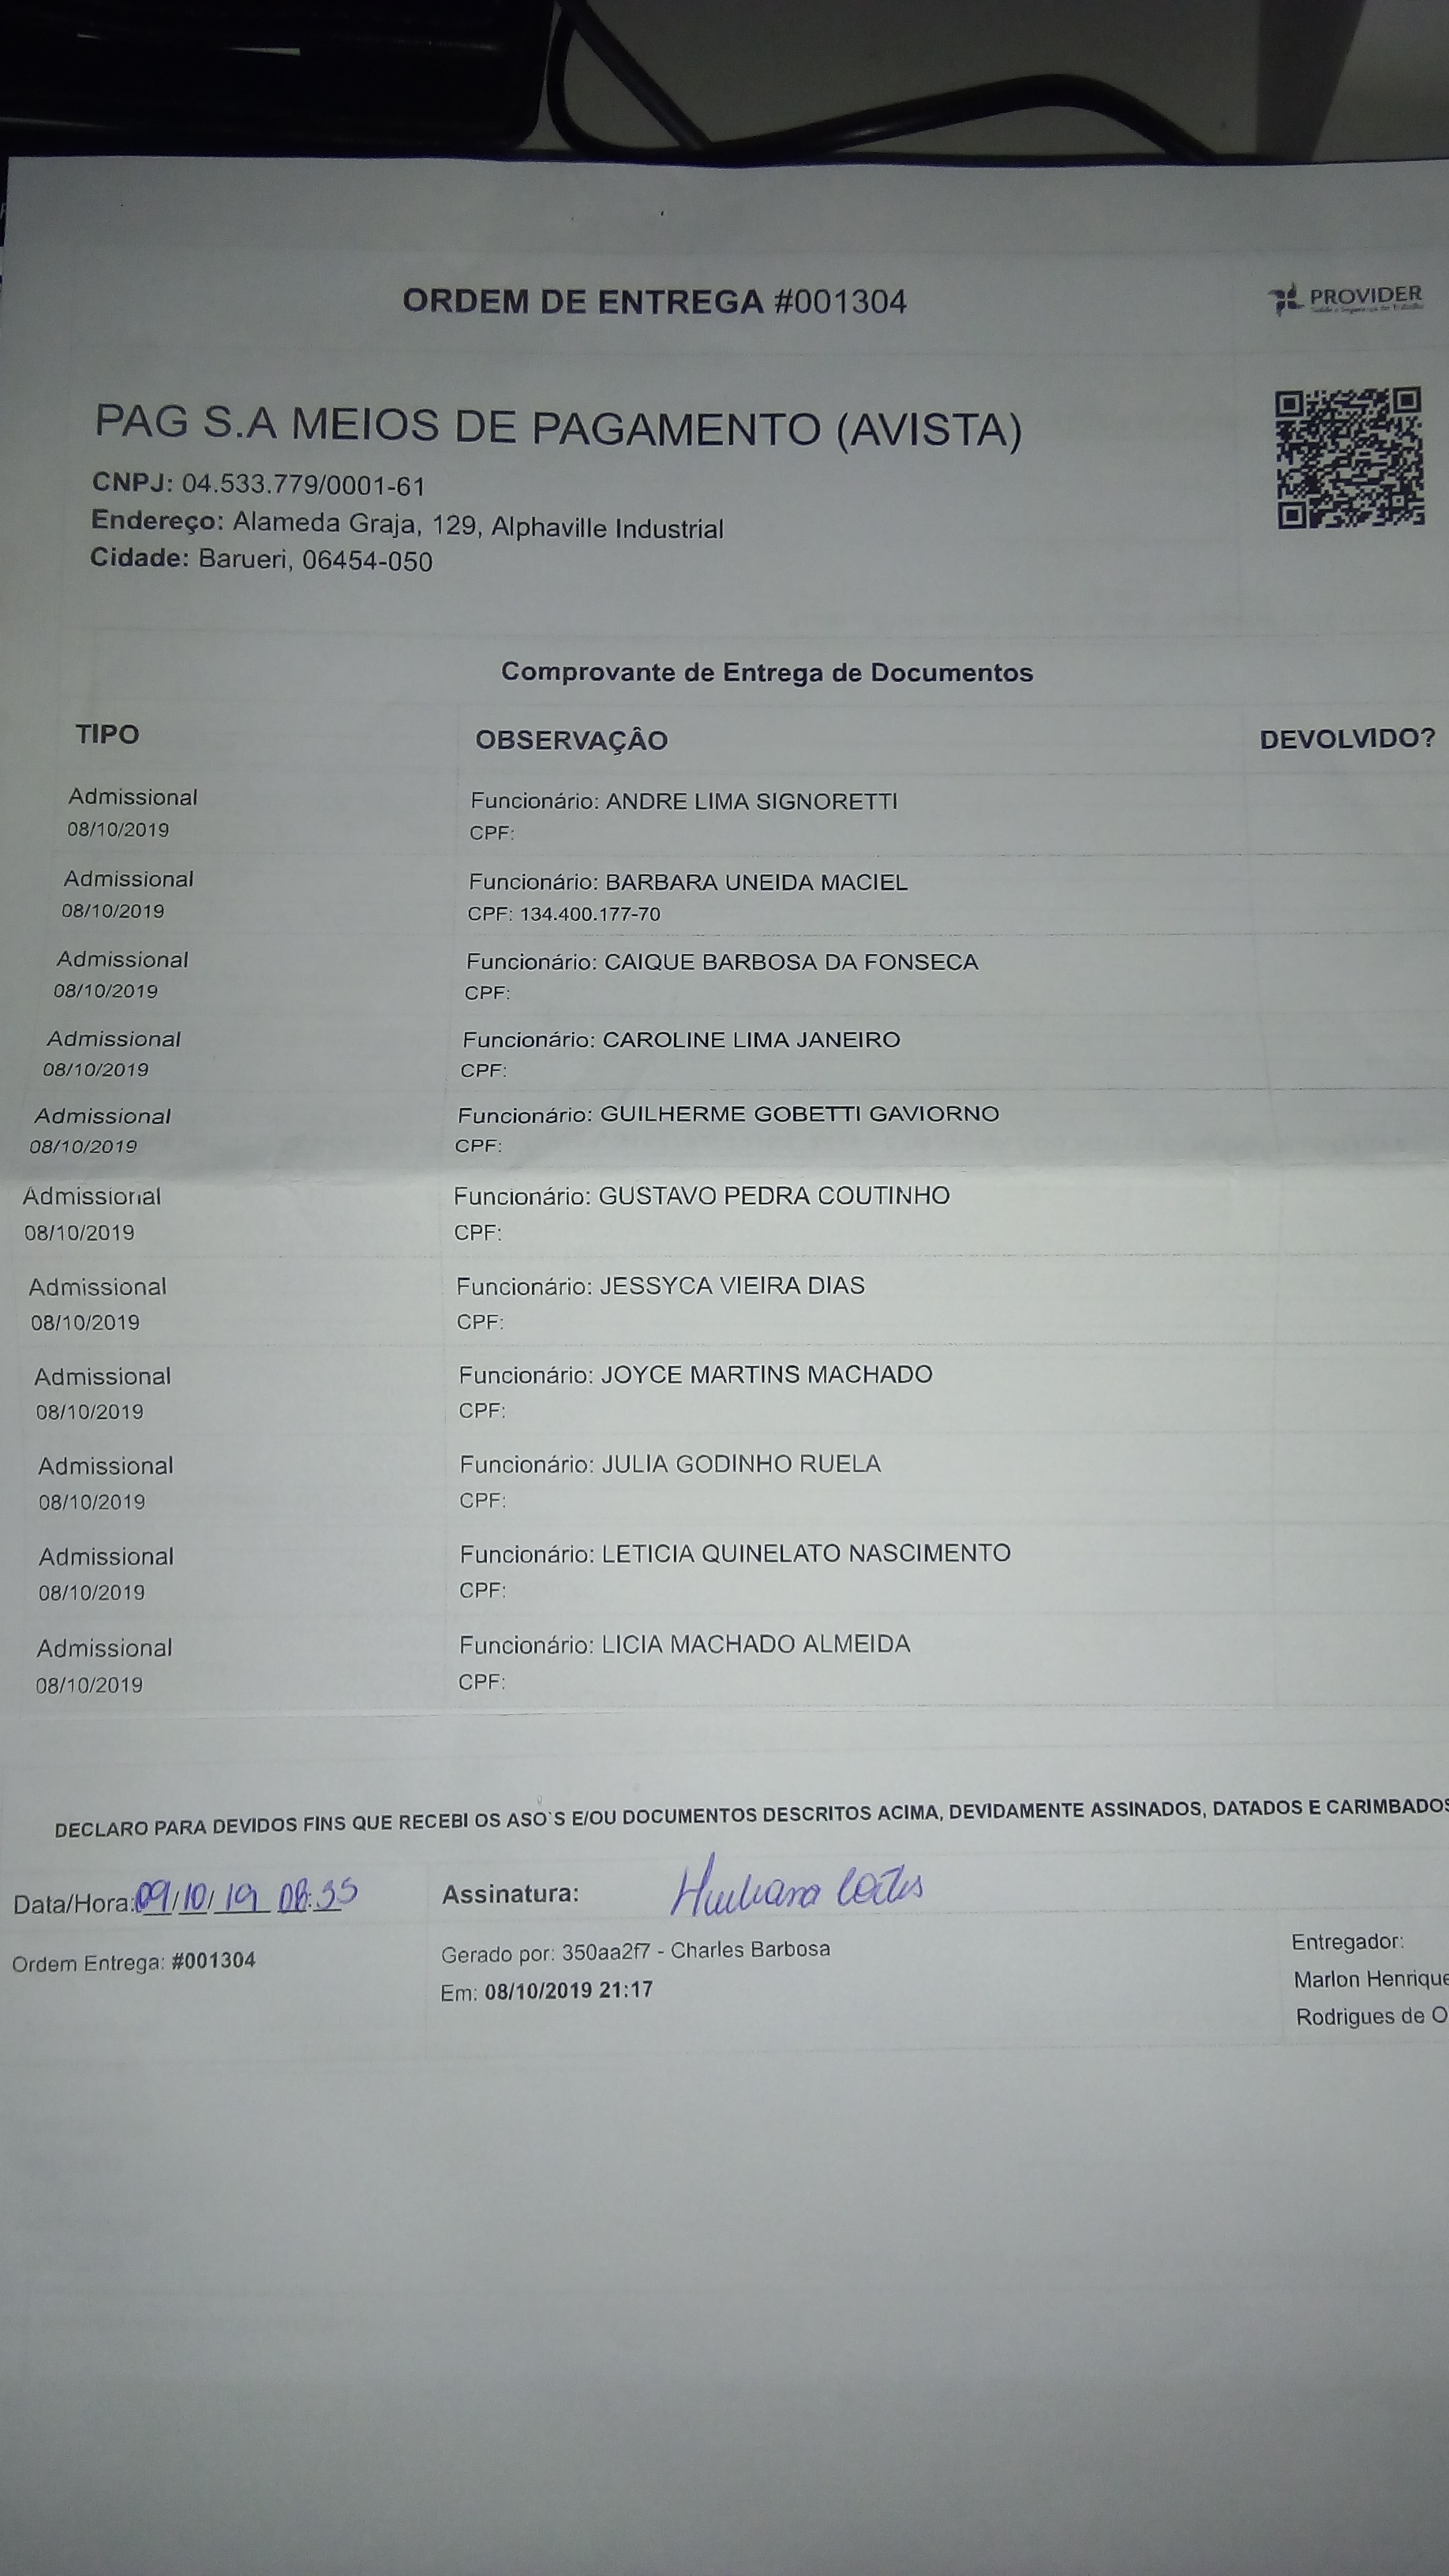 ORDEM DE ENTREGA #001304
PROVIDER
PAG S.A MEIOS DE PAGAMENTO (AVISTA)
CNPJ: 04.533.779/0001-61
Endereço: Alameda Graja, 129, Alphaville Industrial
Cidade: Barueri, 06454-050
Comprovante de Entrega de Documentos
TIPO OBSERVAÇÂO DEVOLVIDO?
Admissional Funcionário: ANDRE LIMA SIGNORETTI
08/10/2019 CPF:
Admissional Funcionário: BARBARA UNEIDA MACIEL
08/10/2019 CPF: 134.400.177-70
Admissional Funcionário: CAIQUE BARBOSA DA FONSECA
08/10/2019 CPF:
Admissional Funcionário: CAROLINE LIMA JANEIRO
08/10/2019 CPF:
Admissional Funcionário: GUILHERME GOBETTI GAVIORNO
08/10/2019 CPF:
Admissional Funcionário: GUSTAVO PEDRA COUTINHO
08/10/2019 CPF:
Admissional Funcionário: JESSYCA VIEIRA DIAS
08/10/2019 CPF:
Admissional Funcionário: JOYCE MARTINS MACHADO
08/10/2019 CPF:
Admissional Funcionário: JULIA GODINHO RUELA
08/10/2019 CPF:
Admissional Funcionário: LETICIA QUINELATO NASCIMENTO
08/10/2019 CPF:
Admissional Funcionário: LICIA MACHADO ALMEIDA
08/10/2019 CPF:
DECLARO PARA DEVIDOS FINS QUE RECEBI OS ASO`S E/OU DOCUMENTOS DESCRITOS ACIMA, DEVIDAMENTE ASSINADOS, DATADOS E CARIMBADOS
Data/Hora: 09/10/19 08:35 Assinatura:
Ordem Entrega: #001304 Gerado por: 350aa2f7 - Charles Barbosa Entregador:
Em: 08/10/2019 21:17 Marlon Henrique
Rodrigues de O